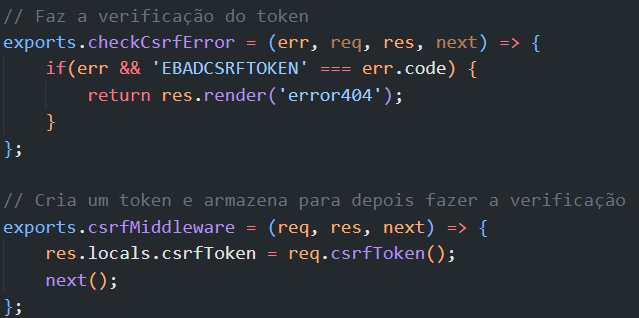 // Faz a verificação do token
exports.checkCsrfError = (err, req, res, next) => {
    if(err && 'EBADCSRFTOKEN' === err.code) {
        return res.render('error404');
    }
};

// Cria um token e armazena para depois fazer a verificação
exports.csrfMiddleware = (req, res, next) => {
    res.locals.csrfToken = req.csrfToken();
    next();
};